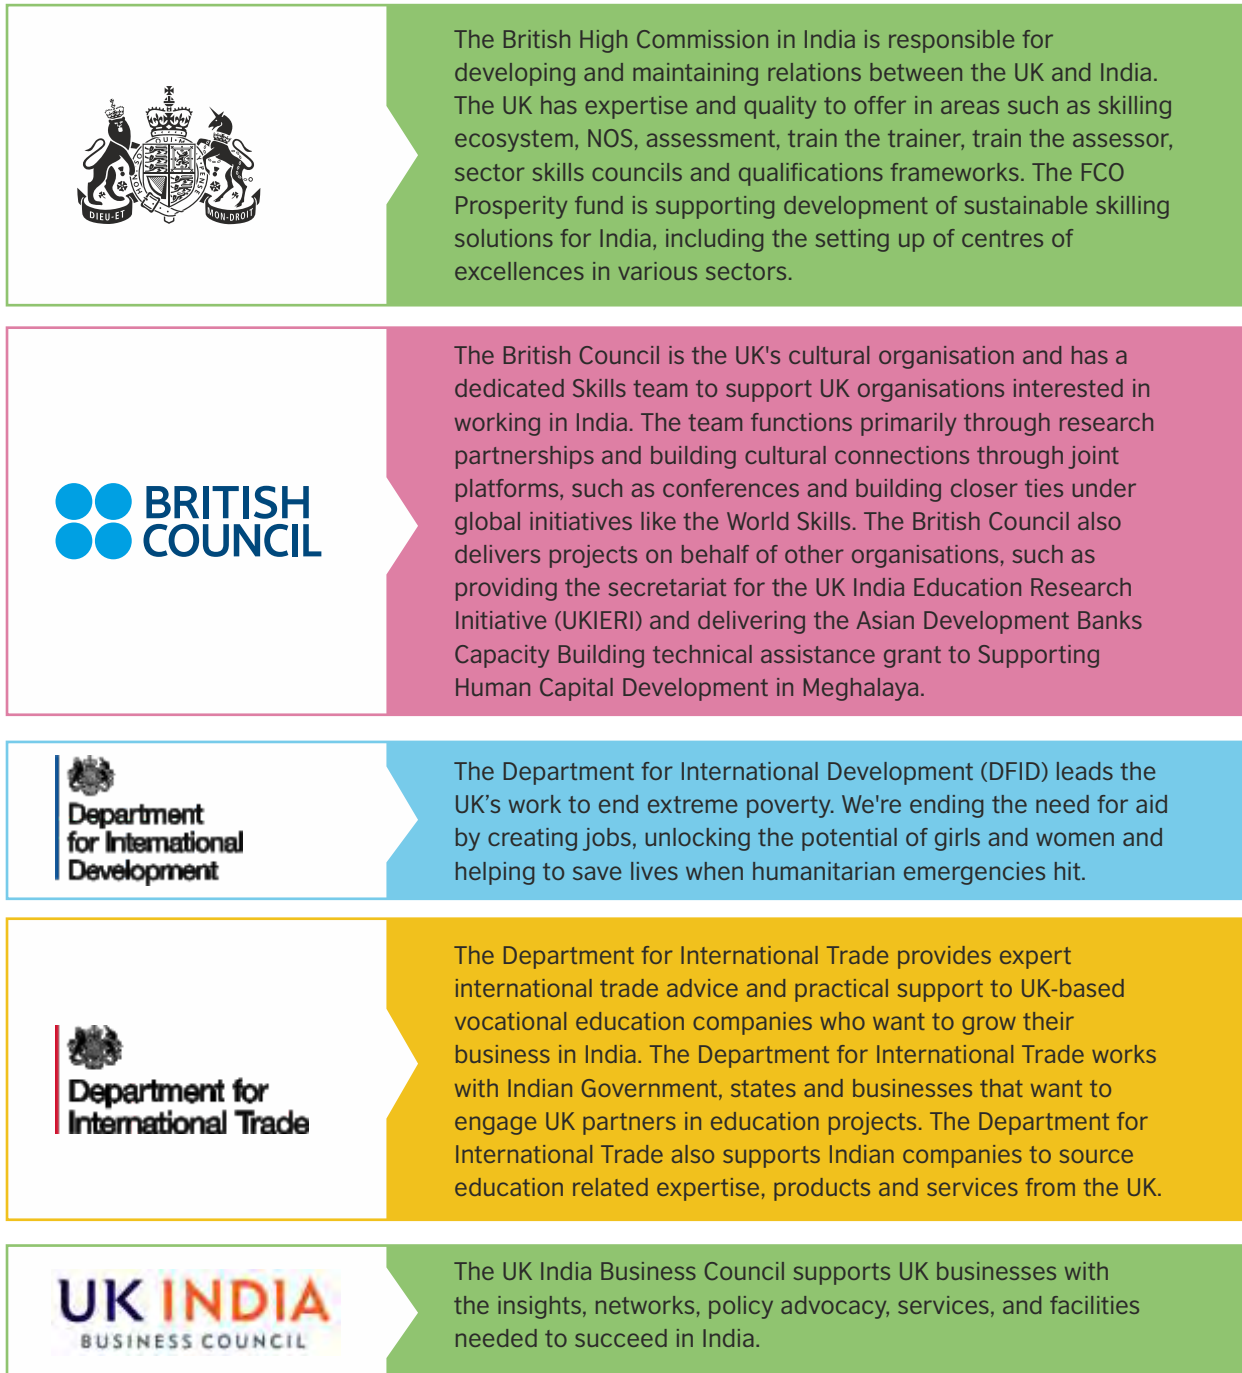 The British High Commission in India is responsible for
developing and maintaining relations between the UK and India.
The UK has expertise and quality to offer in areas such as skilling
ecosystem, NOS, assessment, train the trainer, train the assessor,
sector skills councils and qualifications frameworks. The FCO
Prosperity fund is supporting development of sustainable skilling
solutions for India, including the setting up of centres of
excellences in various sectors.
DIEU·ET MON·DROIT
BRITISH
COUNCIL
The British Council is the UK's cultural organisation and has a
dedicated Skills team to support UK organisations interested in
working in India. The team functions primarily through research
partnerships and building cultural connections through joint
platforms, such as conferences and building closer ties under
global initiatives like the World Skills. The British Council also
delivers projects on behalf of other organisations, such as
providing the secretariat for the UK India Education Research
Initiative (UKIERI) and delivering the Asian Development Banks
Capacity Building technical assistance grant to Supporting
Human Capital Development in Meghalaya.
Department
for International
Development
The Department for International Development (DFID) leads the
UK’s work to end extreme poverty. We're ending the need for aid
by creating jobs, unlocking the potential of girls and women and
helping to save lives when humanitarian emergencies hit.
Department for
International Trade
The Department for International Trade provides expert
international trade advice and practical support to UK-based
vocational education companies who want to grow their
business in India. The Department for International Trade works
with Indian Government, states and businesses that want to
engage UK partners in education projects. The Department for
International Trade also supports Indian companies to source
education related expertise, products and services from the UK.
UK INDIA
BUSINESS COUNCIL
The UK India Business Council supports UK businesses with
the insights, networks, policy advocacy, services, and facilities
needed to succeed in India.